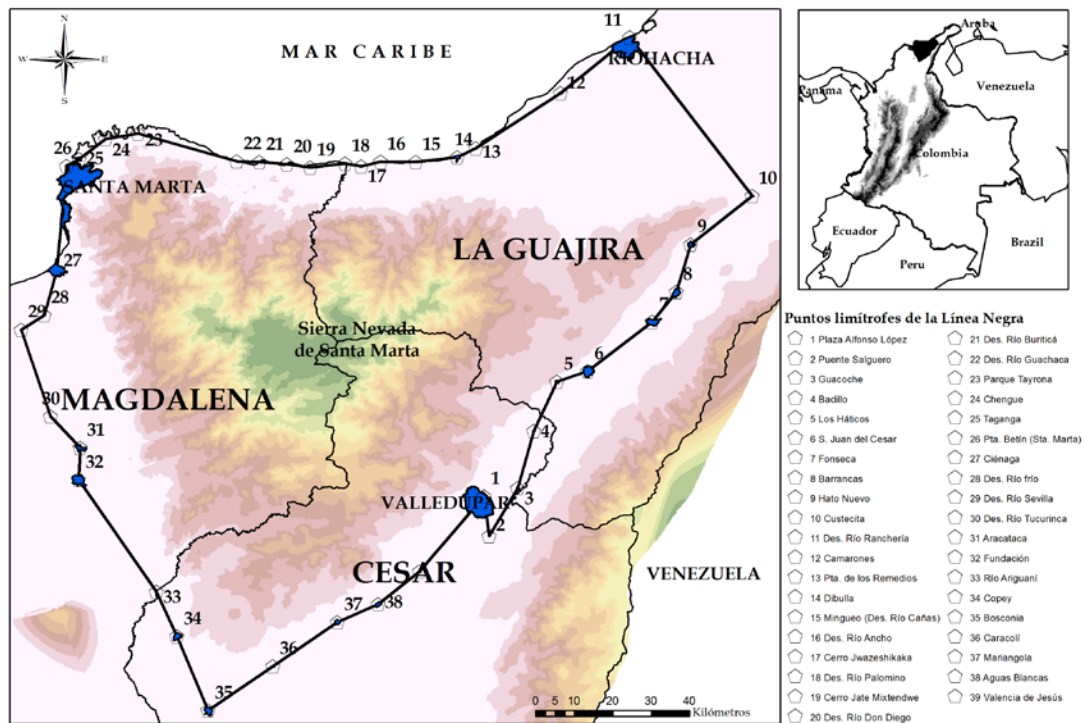 N
W
E
S
MAR CARIBE
11
RIOHACHA
12
26
25
24
23
22
21
20
19
18
17
16
15
14
13
SANTA MARTA
10
LA GUAJIRA
9
27
8
28
7
29
Sierra Nevada
de Santa Marta
6
5
MAGDALENA
30
31
4
32
1
VALLEDUPAR
3
2
CESAR
VENEZUELA
33
38
37
34
36
35
0 5 10 20 30 40
Kilómetros
Aruba
Panama
Venezuela
Colombia
Ecuador
Brazil
Peru
Puntos limítrofes de la Línea Negra
1 Plaza Alfonso López
2 Puente Salguero
3 Guacoche
4 Badillo
5 Los Háticos
6 S. Juan del Cesar
7 Fonseca
8 Barrancas
9 Hato Nuevo
10 Custecita
11 Des. Río Ranchería
12 Camarones
13 Pta. de los Remedios
14 Dibulla
15 Mingueo (Des. Río Cañas)
16 Des. Río Ancho
17 Cerro Jwazeshikaka
18 Des. Río Palomino
19 Cerro Jate Mixtendwe
20 Des. Río Don Diego
21 Des. Río Buriticá
22 Des. Río Guachaca
23 Parque Tayrona
24 Chengue
25 Taganga
26 Pta. Betín (Sta. Marta)
27 Ciénaga
28 Des. Río frío
29 Des. Río Sevilla
30 Des. Río Tucurinca
31 Aracataca
32 Fundación
33 Río Ariguaní
34 Copey
35 Bosconia
36 Caracolí
37 Mariangola
38 Aguas Blancas
39 Valencia de Jesús